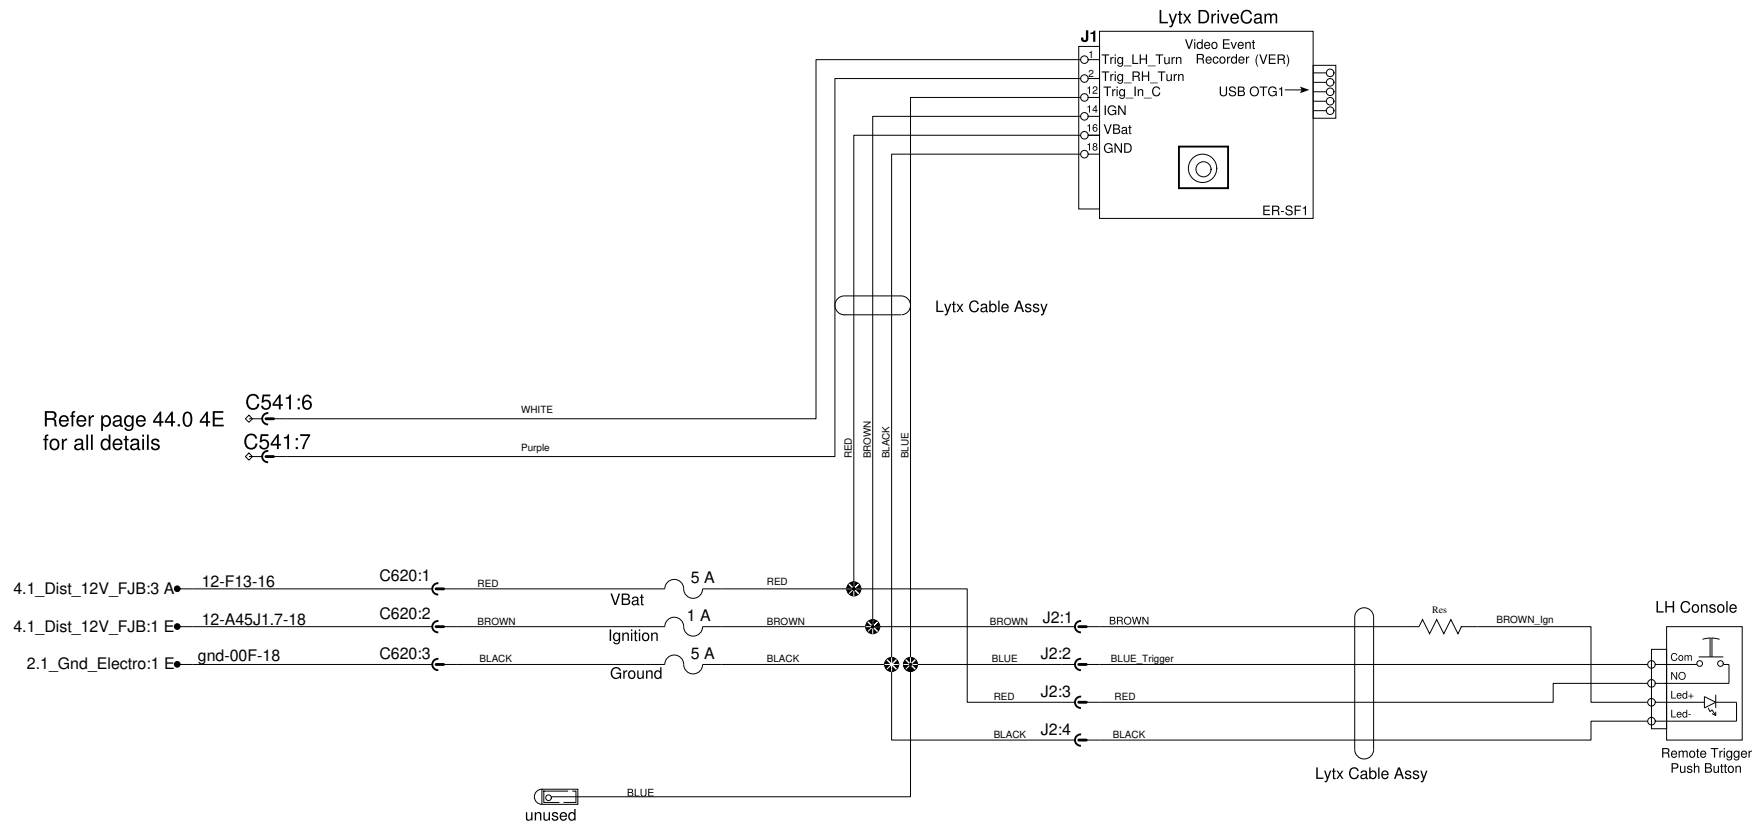 Lytx DriveCam
J1
Video Event
Recorder (VER)
1
Trig_LH_Turn
2
Trig_RH_Turn
12
Trig_In_C
USB OTG1
14
IGN
16
VBat
18
GND
ER-SF1
Lytx Cable Assy
Refer page 44.0 4E
for all details
C541:6
WHITE
C541:7
Purple
RED
BROWN
BLACK
BLUE
4.1_Dist_12V_FJB:3 A
12-F13-16
C620:1
RED
VBat
5 A
RED
4.1_Dist_12V_FJB:1 E
12-A45J1.7-18
C620:2
BROWN
Ignition
1 A
BROWN
BROWN
J2:1
BROWN
Res
BROWN_Ign
2.1_Gnd_Electro:1 E
gnd-00F-18
C620:3
BLACK
Ground
5 A
BLACK
BLUE
J2:2
BLUE_Trigger
RED
J2:3
RED
BLACK
J2:4
BLACK
LH Console
Com
NO
Led+
Led-
Remote Trigger
Push Button
Lytx Cable Assy
BLUE
unused